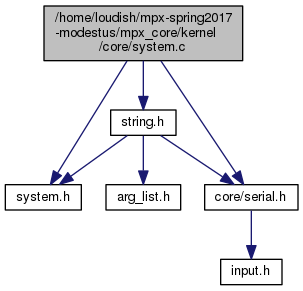 /home/loudish/mpx-spring2017
-modestus/mpx_core/kernel
/core/system.c
string.h
system.h
arg_list.h
core/serial.h
input.h